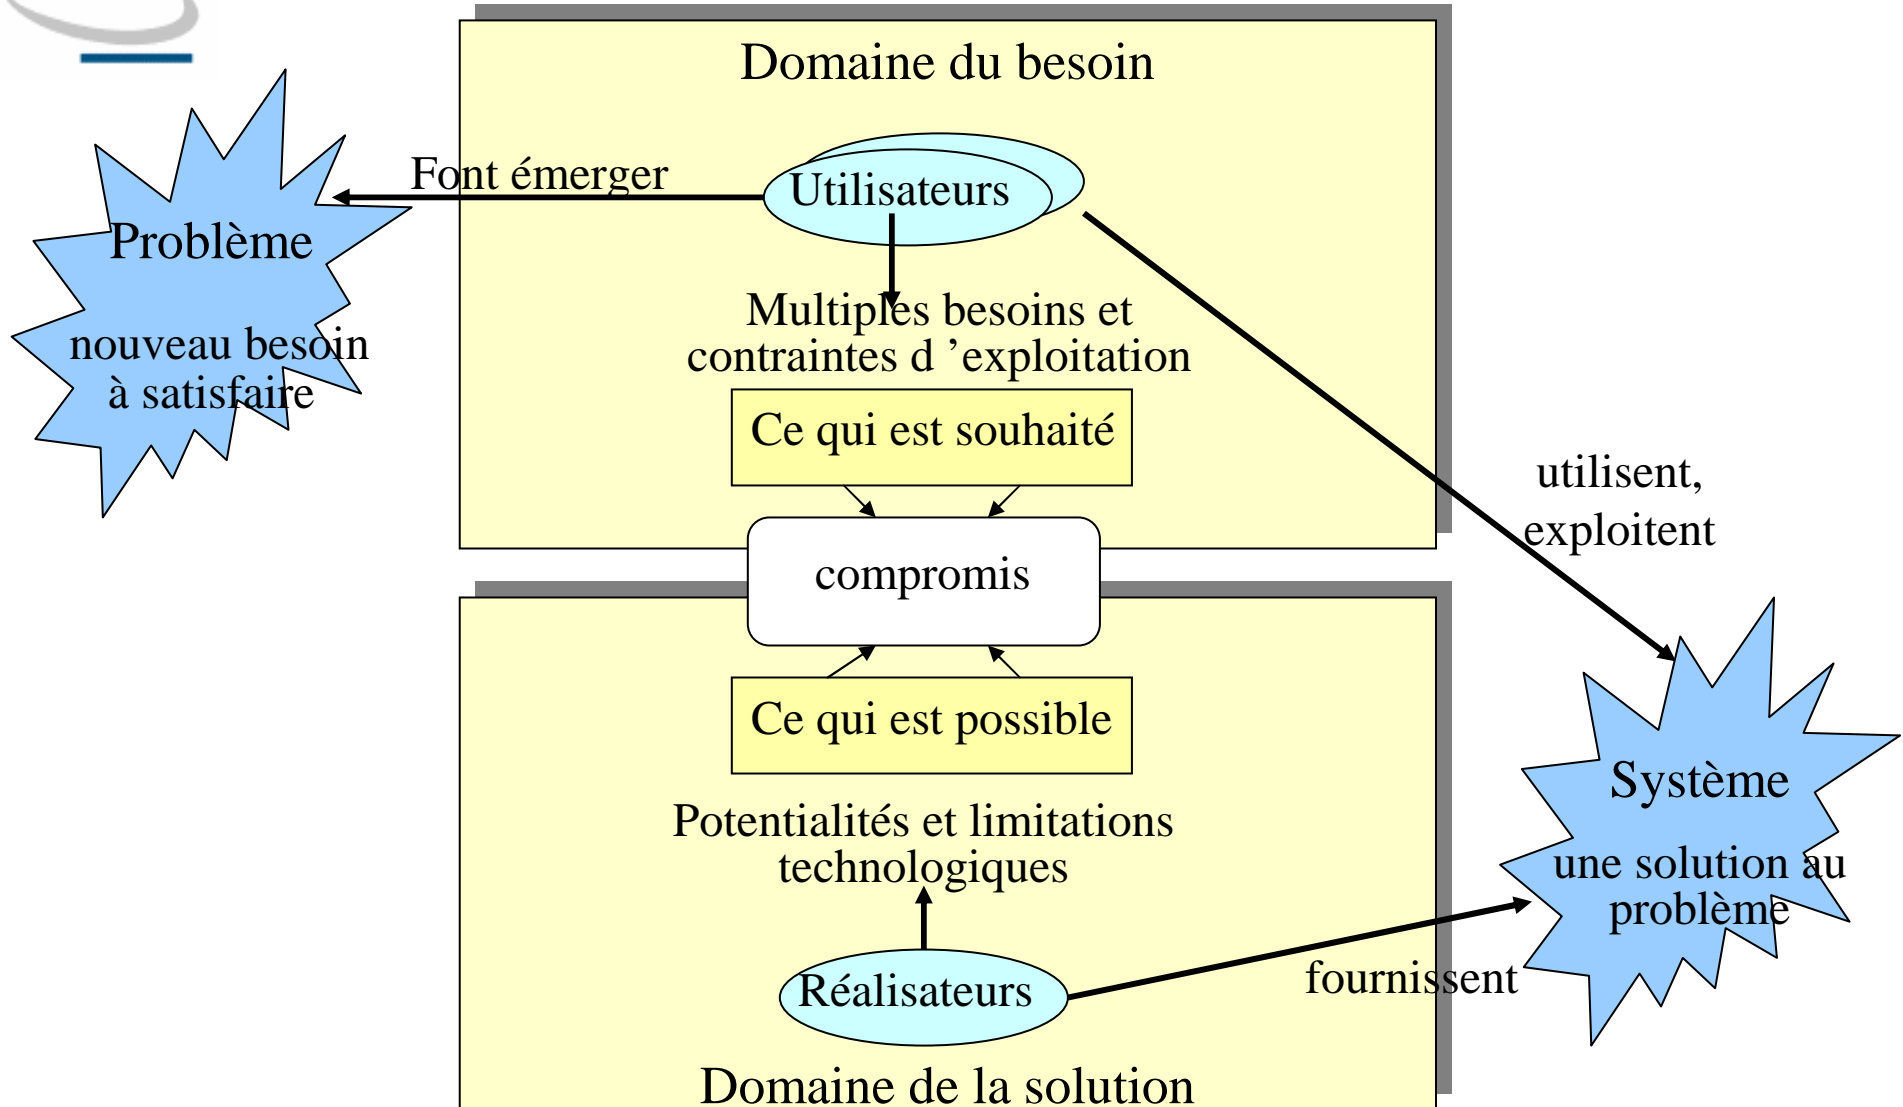 Domaine du besoin
Font émerger
Utilisateurs
Problème
nouveau besoin
à satisfaire
Multiples besoins et
contraintes d ’exploitation
Ce qui est souhaité
utilisent,
exploitent
compromis
Ce qui est possible
Potentialités et limitations
technologiques
Système
une solution au
problème
fournissent
Réalisateurs
Domaine de la solution